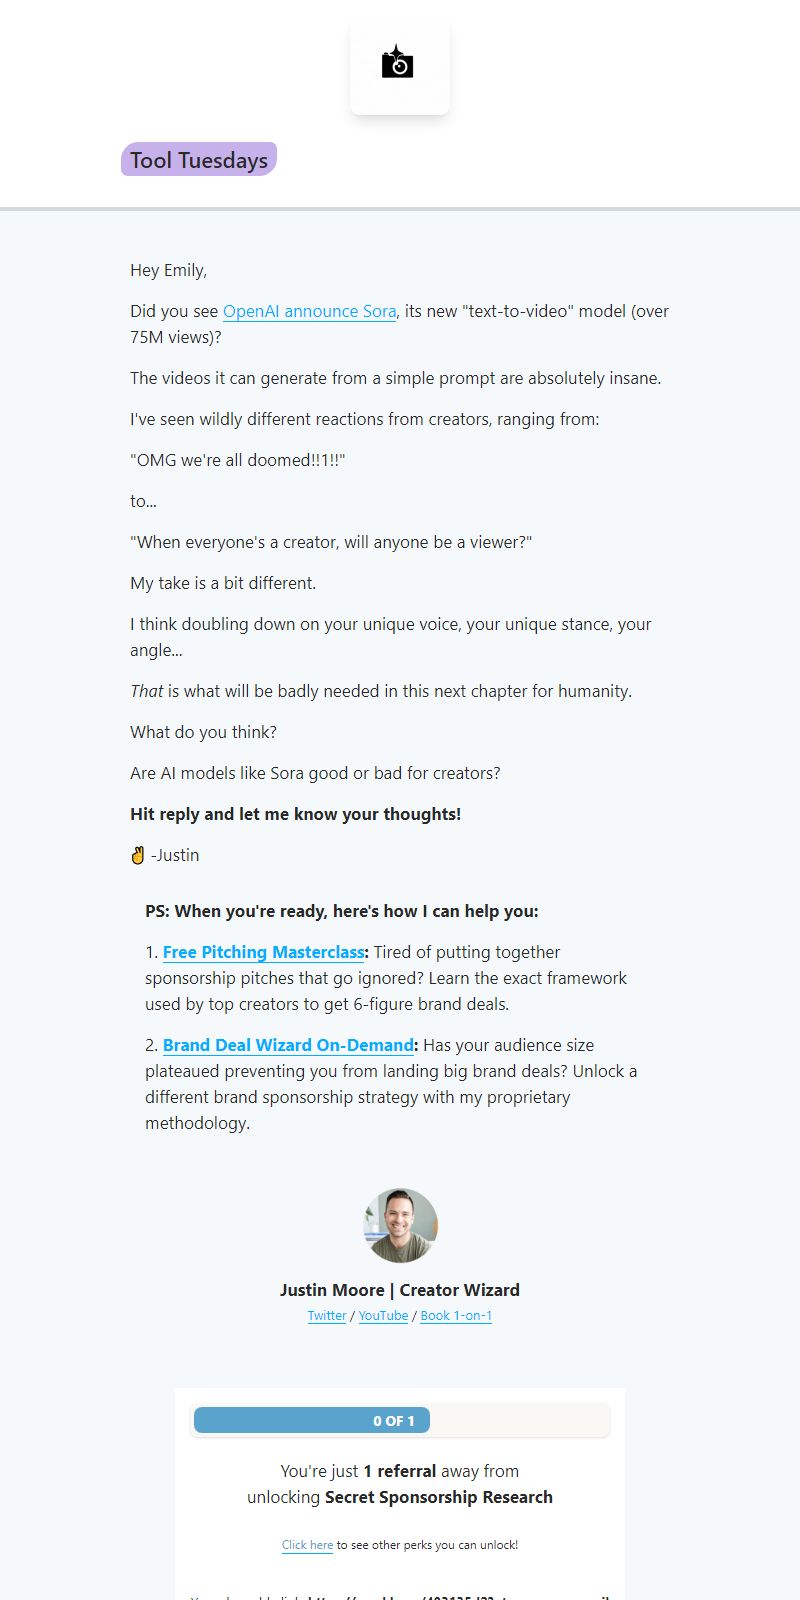 Tool Tuesdays
Hey Emily,
Did you see OpenAI announce Sora, its new "text-to-video" model (over
75M views)?
The videos it can generate from a simple prompt are absolutely insane.
I've seen wildly different reactions from creators, ranging from:
"OMG we're all doomed!!1!!"
to...
"When everyone's a creator, will anyone be a viewer?"
My take is a bit different.
I think doubling down on your unique voice, your unique stance, your
angle...
That is what will be badly needed in this next chapter for humanity.
What do you think?
Are AI models like Sora good or bad for creators?
Hit reply and let me know your thoughts!
✌️ -Justin
PS: When you're ready, here's how I can help you:
1. Free Pitching Masterclass: Tired of putting together
sponsorship pitches that go ignored? Learn the exact framework
used by top creators to get 6-figure brand deals.
2. Brand Deal Wizard On-Demand: Has your audience size
plateaued preventing you from landing big brand deals? Unlock a
different brand sponsorship strategy with my proprietary
methodology.
Justin Moore | Creator Wizard
Twitter / YouTube / Book 1-on-1
0 OF 1
You're just 1 referral away from
unlocking Secret Sponsorship Research
Click here to see other perks you can unlock!